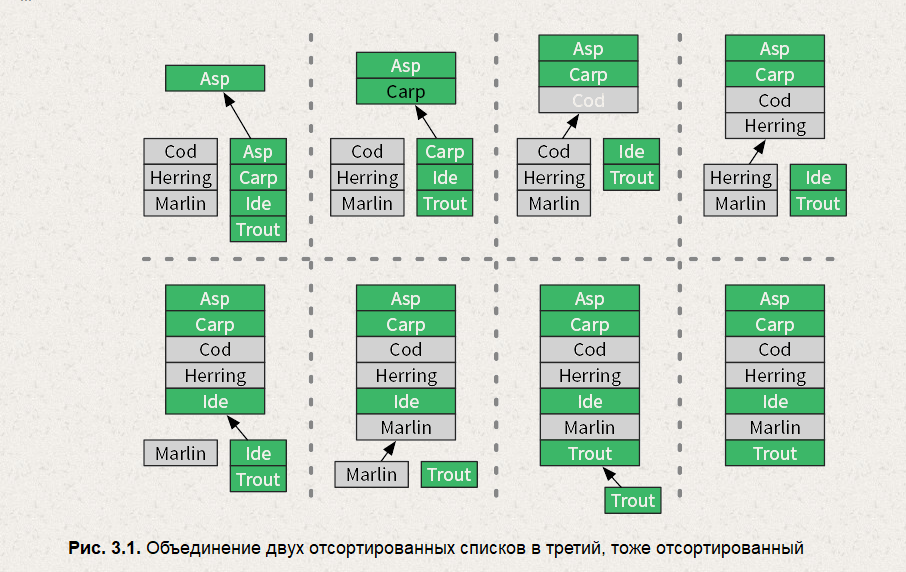 Asp
Cod
Herring
Marlin
Asp
Carp
Ide
Trout
Asp
Carp
Cod
Herring
Marlin
Carp
Ide
Trout
Asp
Carp
Cod
Cod
Herring
Marlin
Ide
Trout
Asp
Carp
Cod
Herring
Herring
Marlin
Ide
Trout
Asp
Carp
Cod
Herring
Ide
Marlin
Ide
Trout
Asp
Carp
Cod
Herring
Ide
Marlin
Marlin
Trout
Asp
Carp
Cod
Herring
Ide
Marlin
Trout
Trout
Asp
Carp
Cod
Herring
Ide
Marlin
Trout
Рис. 3.1. Объединение двух отсортированных списков в третий, тоже отсортированный